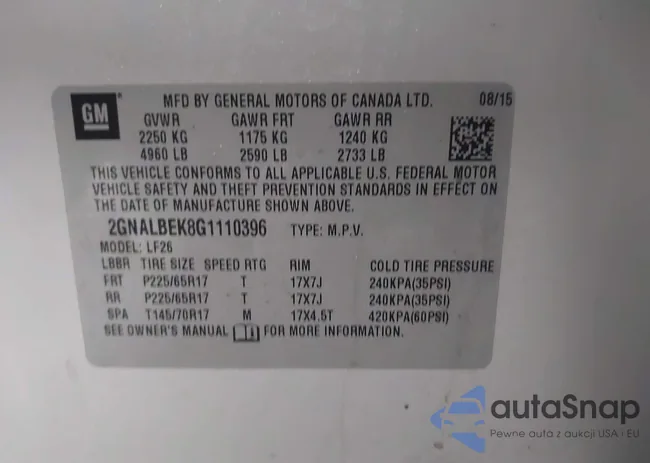 GM
MFD BY GENERAL MOTORS OF CANADA LTD. 08/15
GVWR GAWR FRT GAWR RR
2250 KG 1175 KG 1240 KG
4960 LB 2590 LB 2733 LB
THIS VEHICLE CONFORMS TO ALL APPLICABLE U.S. FEDERAL MOTOR
VEHICLE SAFETY AND THEFT PREVENTION STANDARDS IN EFFECT ON
THE DATE OF MANUFACTURE SHOWN ABOVE.
2GNALBEK8G1110396 TYPE: M.P.V.
MODEL: LF26
LBBR TIRE SIZE SPEED RTG RIM COLD TIRE PRESSURE
FRT P225/65R17 T 17X7J 240KPA(35PSI)
RR P225/65R17 T 17X7J 240KPA(35PSI)
SPA T145/70R17 M 17X4.5T 420KPA(60PSI)
SEE OWNER'S MANUAL FOR MORE INFORMATION.
autaSnap
Pewne auta z aukcji USA i EU